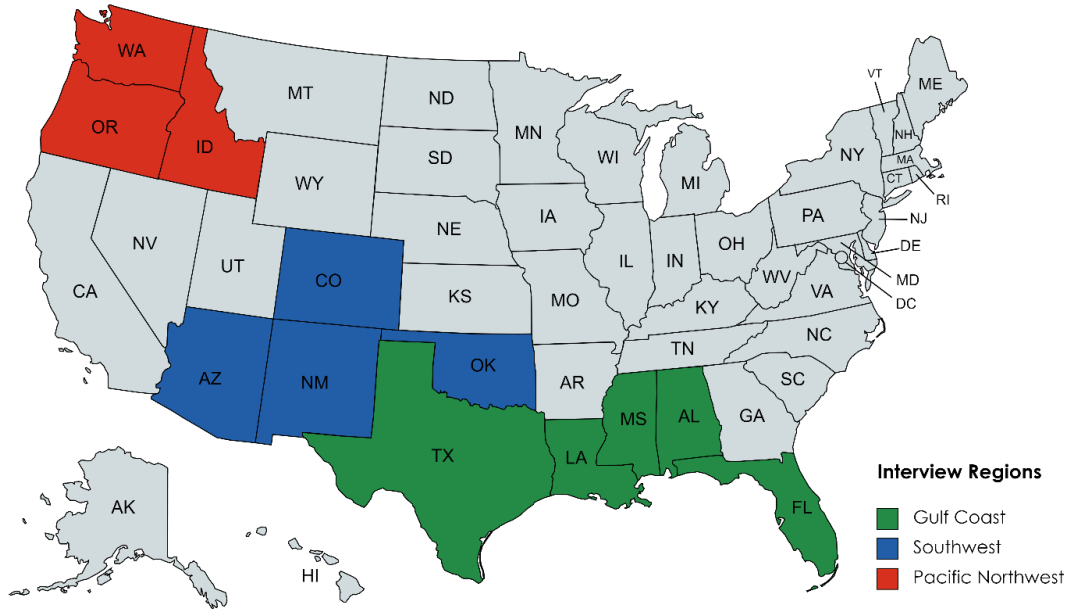 WA
OR
ID
MT
ND
MN
SD
WY
WI
MI
NE
IA
NV
UT
CA
CO
KS
IL
IN
OH
MO
KY
WV
VA
PA
NY
VT
NH
ME
MA
CT
RI
NJ
DE
MD
DC
AZ
NM
OK
AR
TN
NC
SC
GA
MS
AL
LA
TX
FL
AK
HI
Interview Regions
Gulf Coast
Southwest
Pacific Northwest